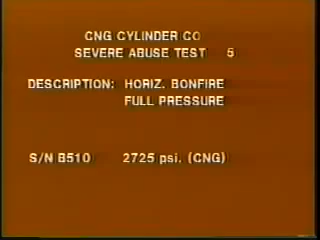 CNG CYLINDER CO
SEVERE ABUSE TEST 5
DESCRIPTION: HORIZ. BONFIRE
FULL PRESSURE
S/N B510 2725 psi. (CNG)